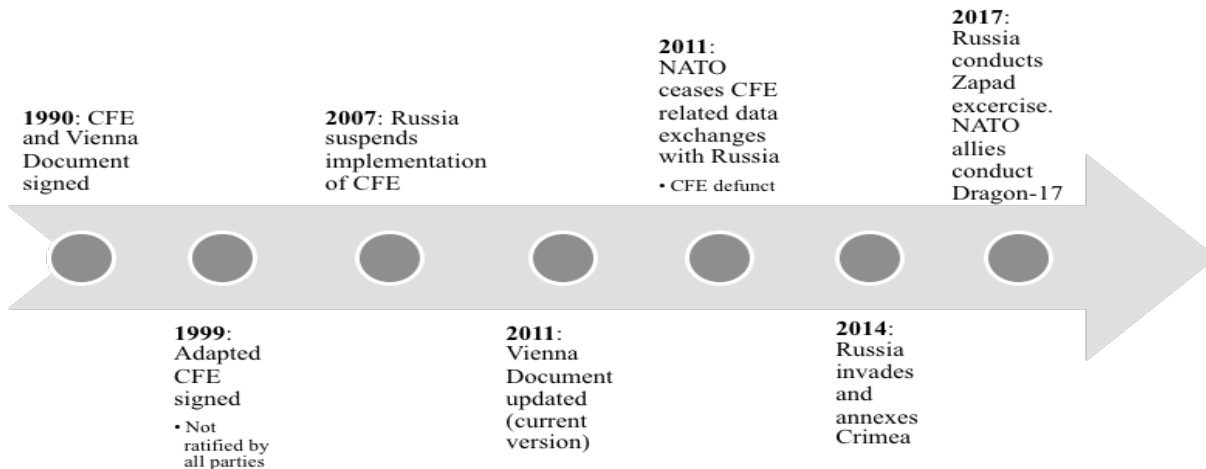 1990: CFE
and Vienna
Document
signed
1999:
Adapted
CFE
signed
• Not
ratified by
all parties
2007: Russia
suspends
implementation
of CFE
2011:
Vienna
Document
updated
(current
version)
2011:
NATO
ceases CFE
related data
exchanges
with Russia
• CFE defunct
2014:
Russia
invades
and
annexes
Crimea
2017:
Russia
conducts
Zapad
excercise.
NATO
allies
conduct
Dragon-17